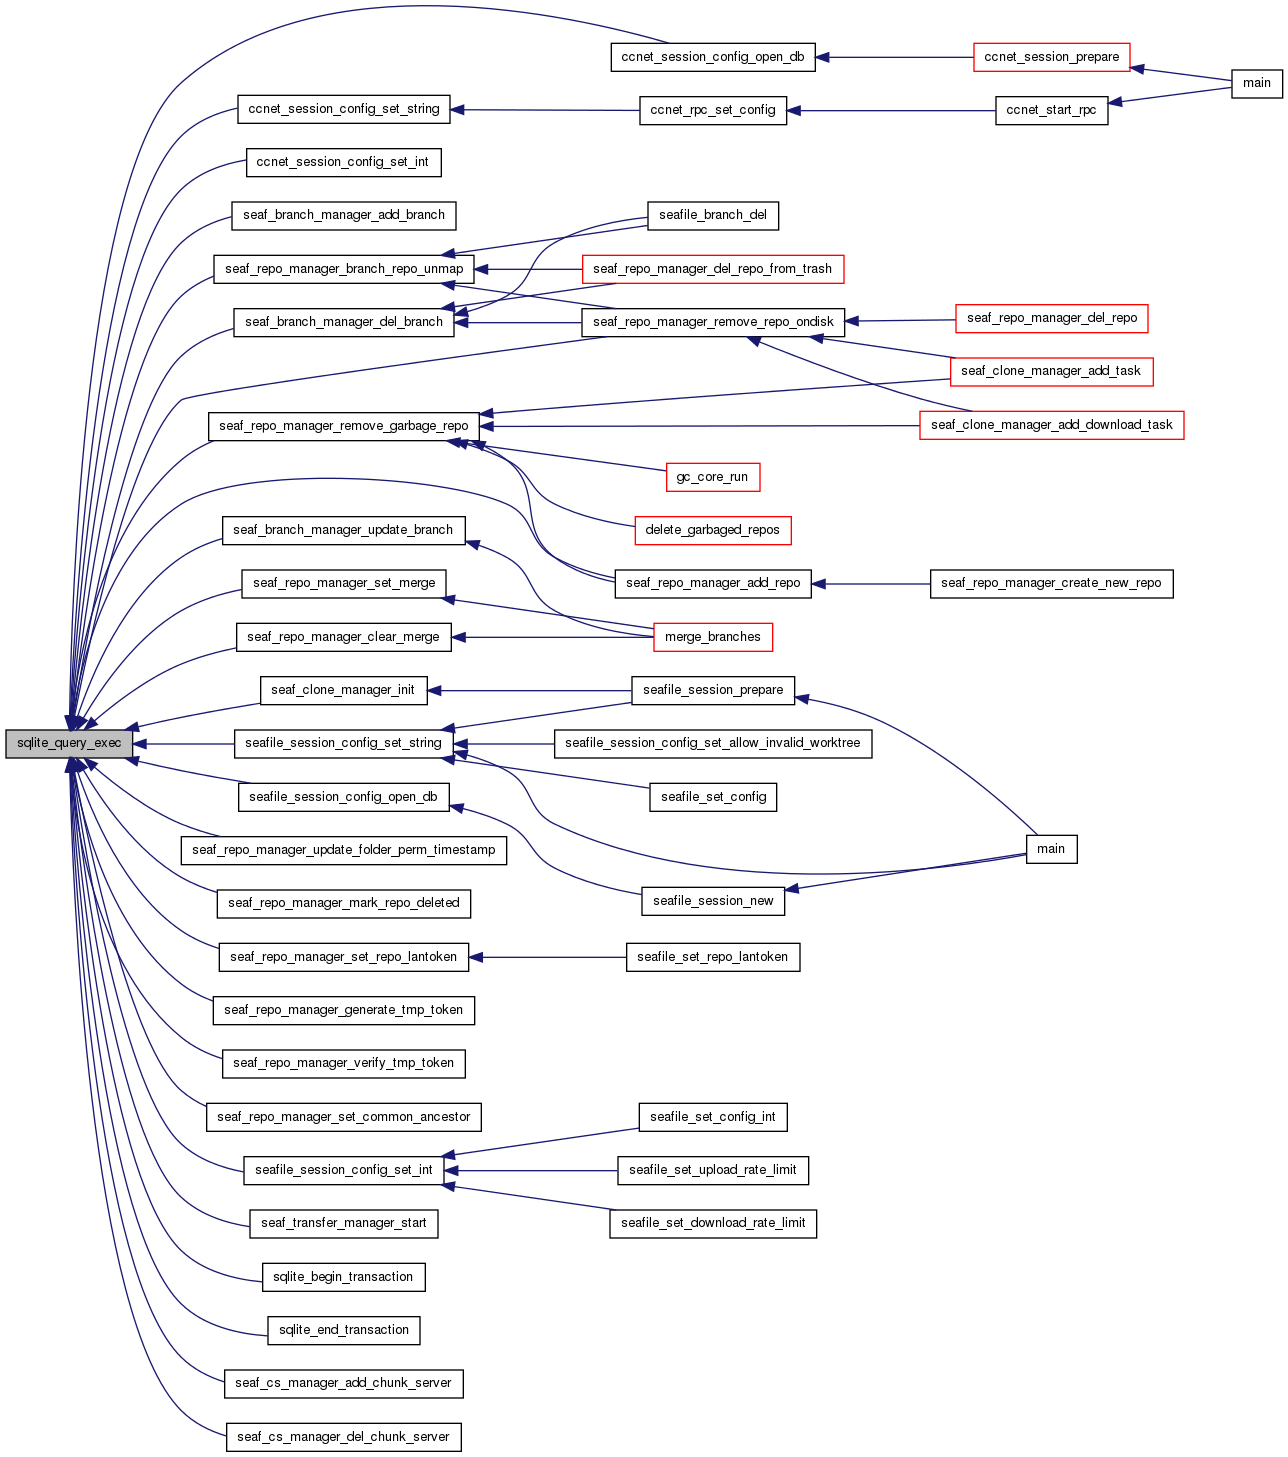 ccnet_session_config_open_db
ccnet_session_prepare
main
ccnet_session_config_set_string
ccnet_rpc_set_config
ccnet_start_rpc
ccnet_session_config_set_int
seaf_branch_manager_add_branch
seafile_branch_del
seaf_repo_manager_branch_repo_unmap
seaf_repo_manager_del_repo_from_trash
seaf_branch_manager_del_branch
seaf_repo_manager_remove_repo_ondisk
seaf_repo_manager_del_repo
seaf_clone_manager_add_task
seaf_repo_manager_remove_garbage_repo
seaf_clone_manager_add_download_task
gc_core_run
seaf_branch_manager_update_branch
delete_garbaged_repos
seaf_repo_manager_set_merge
seaf_repo_manager_add_repo
seaf_repo_manager_create_new_repo
seaf_repo_manager_clear_merge
merge_branches
seaf_clone_manager_init
seafile_session_prepare
sqlite_query_exec
seafile_session_config_set_string
seafile_session_config_set_allow_invalid_worktree
seafile_session_config_open_db
seafile_set_config
seaf_repo_manager_update_folder_perm_timestamp
main
seaf_repo_manager_mark_repo_deleted
seafile_session_new
seaf_repo_manager_set_repo_lantoken
seafile_set_repo_lantoken
seaf_repo_manager_generate_tmp_token
seaf_repo_manager_verify_tmp_token
seaf_repo_manager_set_common_ancestor
seafile_set_config_int
seafile_session_config_set_int
seafile_set_upload_rate_limit
seaf_transfer_manager_start
seafile_set_download_rate_limit
sqlite_begin_transaction
sqlite_end_transaction
seaf_cs_manager_add_chunk_server
seaf_cs_manager_del_chunk_server